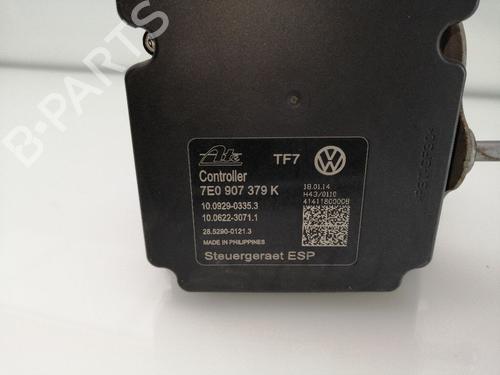 B-PARTS
Ate
TF7
Controller
7E0 907 379 K
10.0929-0335.3
10.0622-3071.1
28.5290-0121.3
MADE IN PHILIPPINES
18.01.14
H43/0110
41411800008
Steuergeraet ESP